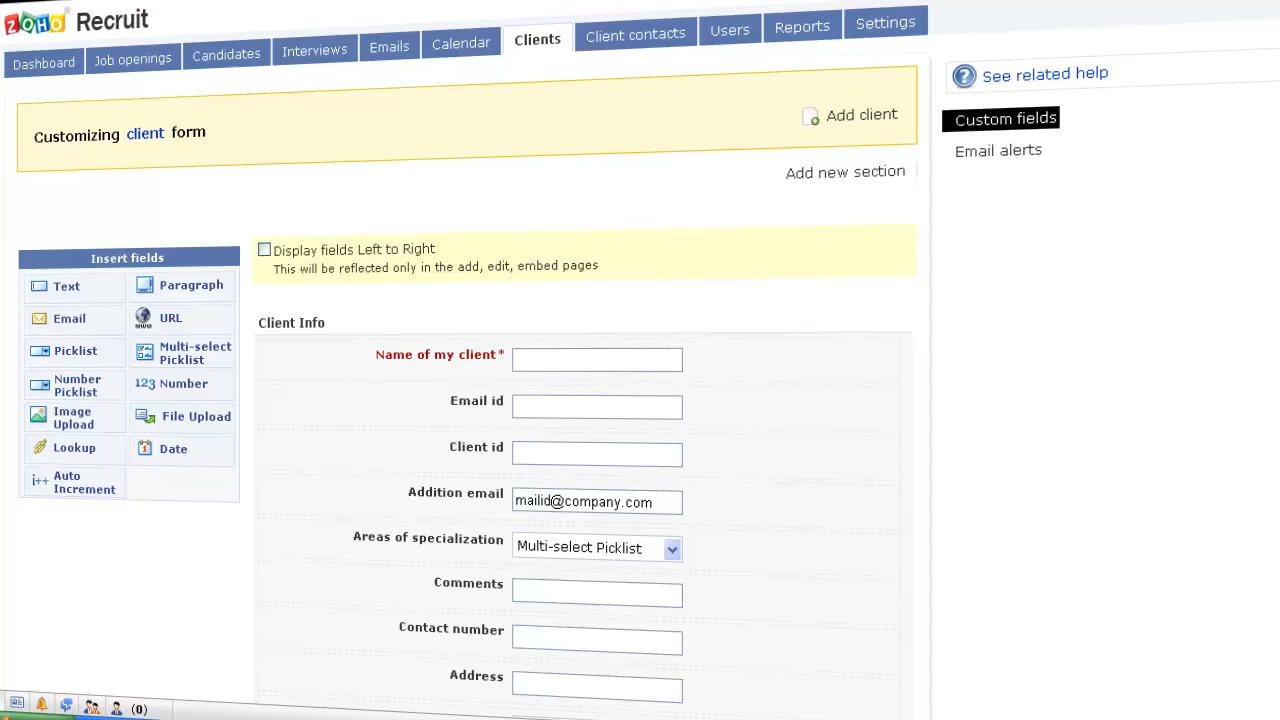 ZOHO Recruit
Dashboard Job openings Candidates Interviews Emails Calendar Clients Client contacts Users Reports Settings
See related help
Customizing client form
Add client
Custom fields
Email alerts
Add new section
Insert fields
Text Paragraph
Email URL
Picklist Multi-select Picklist
Number Picklist 123 Number
Image Upload File Upload
Lookup Date
i++ Auto Increment
Display fields Left to Right
This will be reflected only in the add, edit, embed pages
Client Info
Name of my client*
Email id
Client id
Addition email mailid@company.com
Areas of specialization Multi-select Picklist
Comments
Contact number
Address
(0)